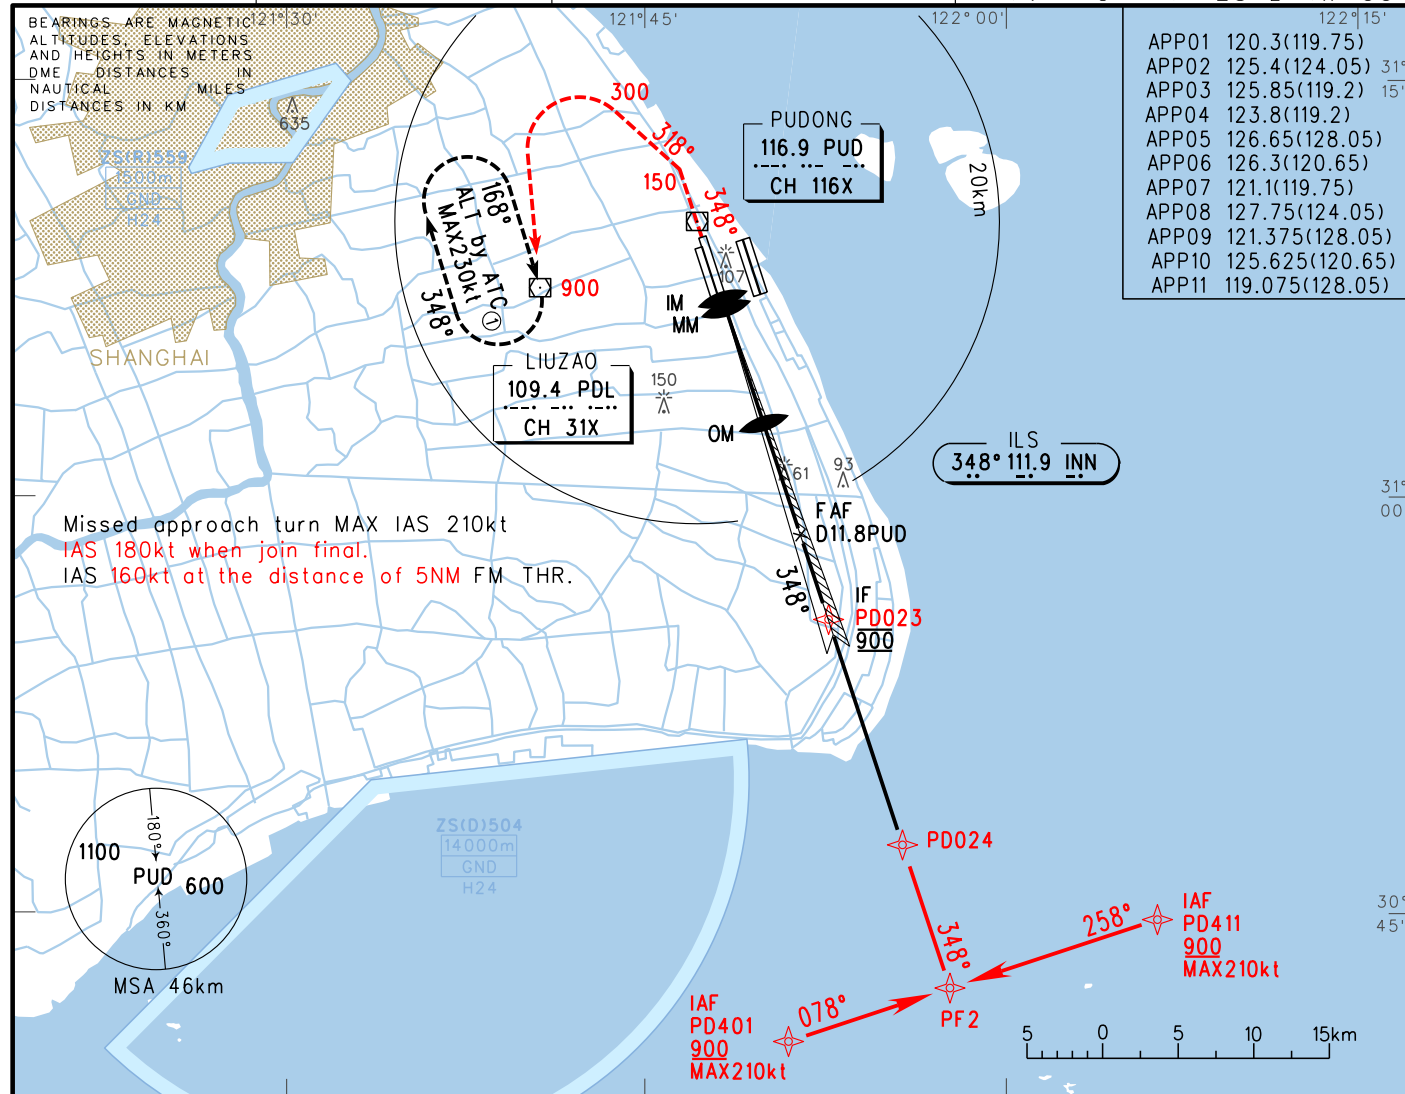 BEARINGS ARE MAGNETIC
ALTITUDES, ELEVATIONS
AND HEIGHTS IN METERS
DME DISTANCES IN
NAUTICAL MILES
DISTANCES IN KM
121°30'
121°45'
122°00'
122°15'
APP01 120.3(119.75)
APP02 125.4(124.05)
APP03 125.85(119.2)
APP04 123.8(119.2)
APP05 126.65(128.05)
APP06 126.3(120.65)
APP07 121.1(119.75)
APP08 127.75(124.05)
APP09 121.375(128.05)
APP10 125.625(120.65)
APP11 119.075(128.05)
31°
15'
635
ZS(R)559
1500m
GND
H24
SHANGHAI
300
318°
150
348°
PUDONG
116.9 PUD
CH 116X
20km
168°
ALT by ATC
MAX230kt
①
348°
900
107
IM
MM
LIUZAO
109.4 PDL
CH 31X
150
OM
61
93
ILS
348° 111.9 INN
31°
00'
Missed approach turn MAX IAS 210kt
IAS 180kt when join final.
IAS 160kt at the distance of 5NM FM THR.
FAF
D11.8PUD
348°
IF
PD023
900
ZS(D)504
14000m
GND
H24
PD024
1100
180°
PUD
600
360°
MSA 46km
348°
258°
IAF
PD411
900
MAX210kt
30°
45'
IAF
PD401
900
MAX210kt
078°
PF2
5 0 5 10 15km